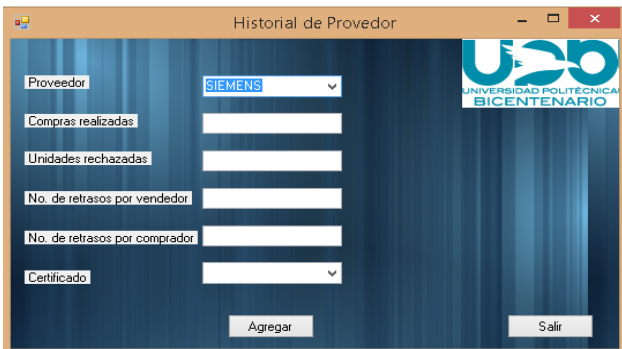 Historial de Provedor
UPB
UNIVERSIDAD POLITÉCNICA
BICENTENARIO
Proveedor
SIEMENS
Compras realizadas
Unidades rechazadas
No. de retrasos por vendedor
No. de retrasos por comprador
Certificado
Agregar
Salir